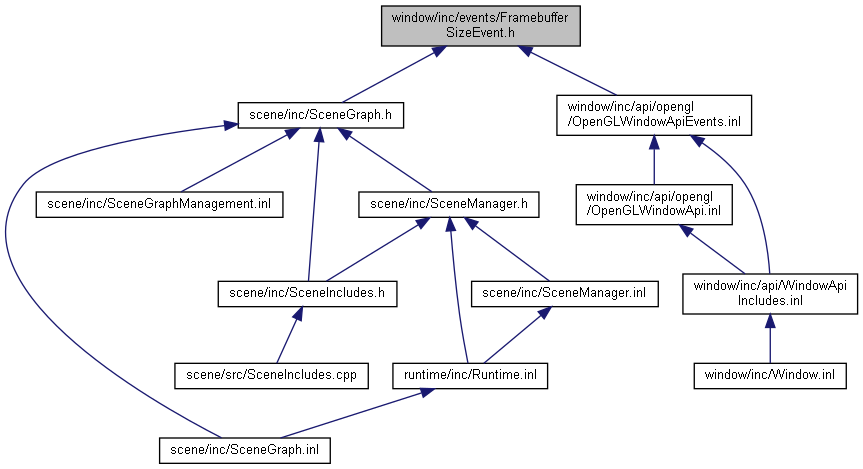 window/inc/events/Framebuffer
SizeEvent.h
scene/inc/SceneGraph.h
window/inc/api/opengl
/OpenGLWindowApiEvents.inl
scene/inc/SceneGraphManagement.inl
scene/inc/SceneManager.h
window/inc/api/opengl
/OpenGLWindowApi.inl
scene/inc/SceneIncludes.h
scene/inc/SceneManager.inl
window/inc/api/WindowApi
Includes.inl
scene/src/SceneIncludes.cpp
runtime/inc/Runtime.inl
window/inc/Window.inl
scene/inc/SceneGraph.inl